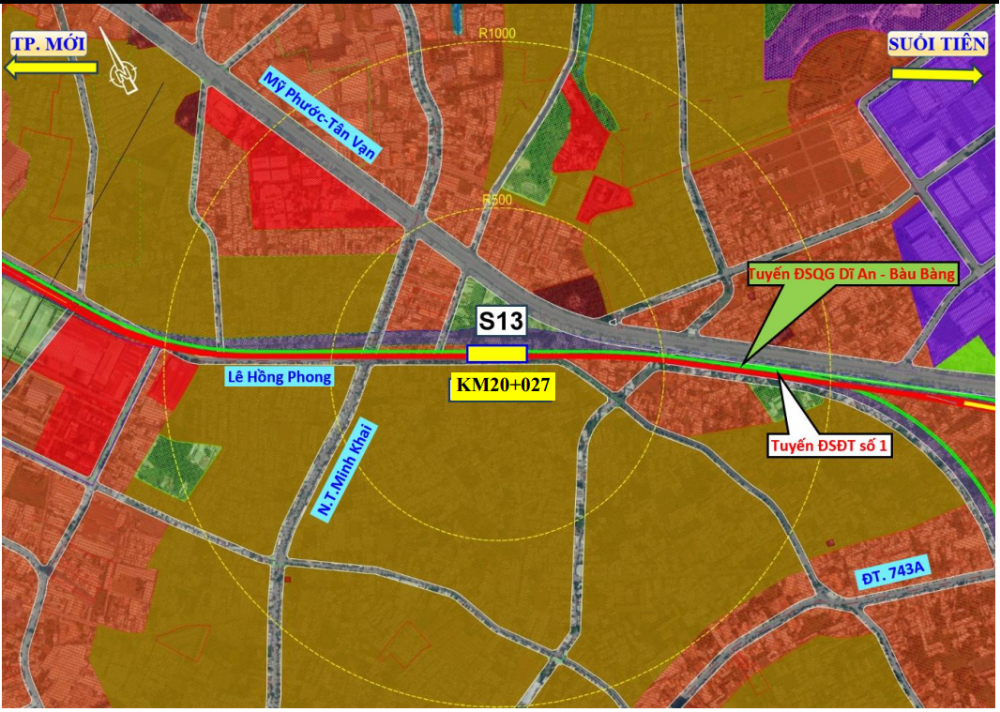 R1000
TP. MỚI
SUỐI TIÊN
N
Mỹ Phước-Tân Vạn
R500
Tuyến ĐSQG Dĩ An - Bàu Bàng
S13
Lê Hồng Phong
KM20+027
Tuyến ĐSĐT số 1
N.T.Minh Khai
ĐT. 743A